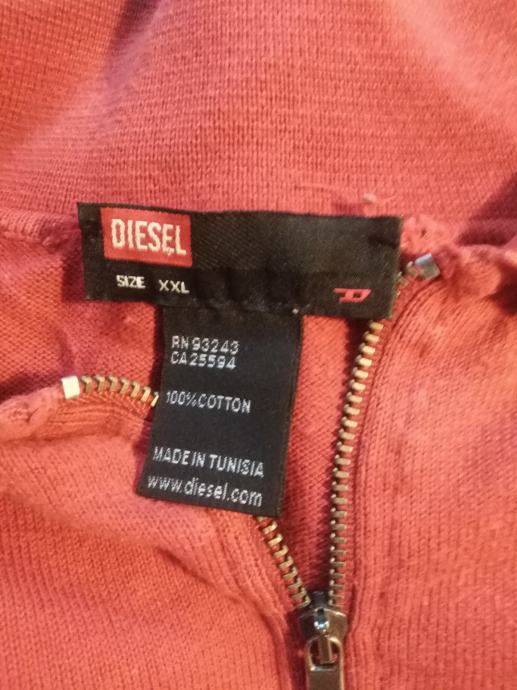 DIESEL
SIZE XXL
RN 93243
CA 25594
100% COTTON
MADE IN TUNISIA
www.diesel.com